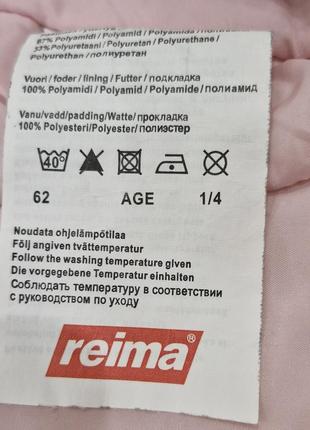 67% Polyamidi / Polyamid /
33% Polyuretaani / Polyuretan / Polyurethane /
Polyurethan / полиуретан
Vuori / foder / lining / Futter / подкладка
100% Polyamidi / Polyamid / Polyamide / полиамид
Vanu/vadd/padding/Watte/прокладка
100% Polyesteri/Polyester/полиэстер
40°
62 AGE 1/4
Noudata ohjelämpötilaa
Följ angiven tvättemperatur
Follow the washing temperature given
Die vorgegebene Temperatur einhalten
Соблюдать температуру в соответствии
с руководством по уходу
reima®